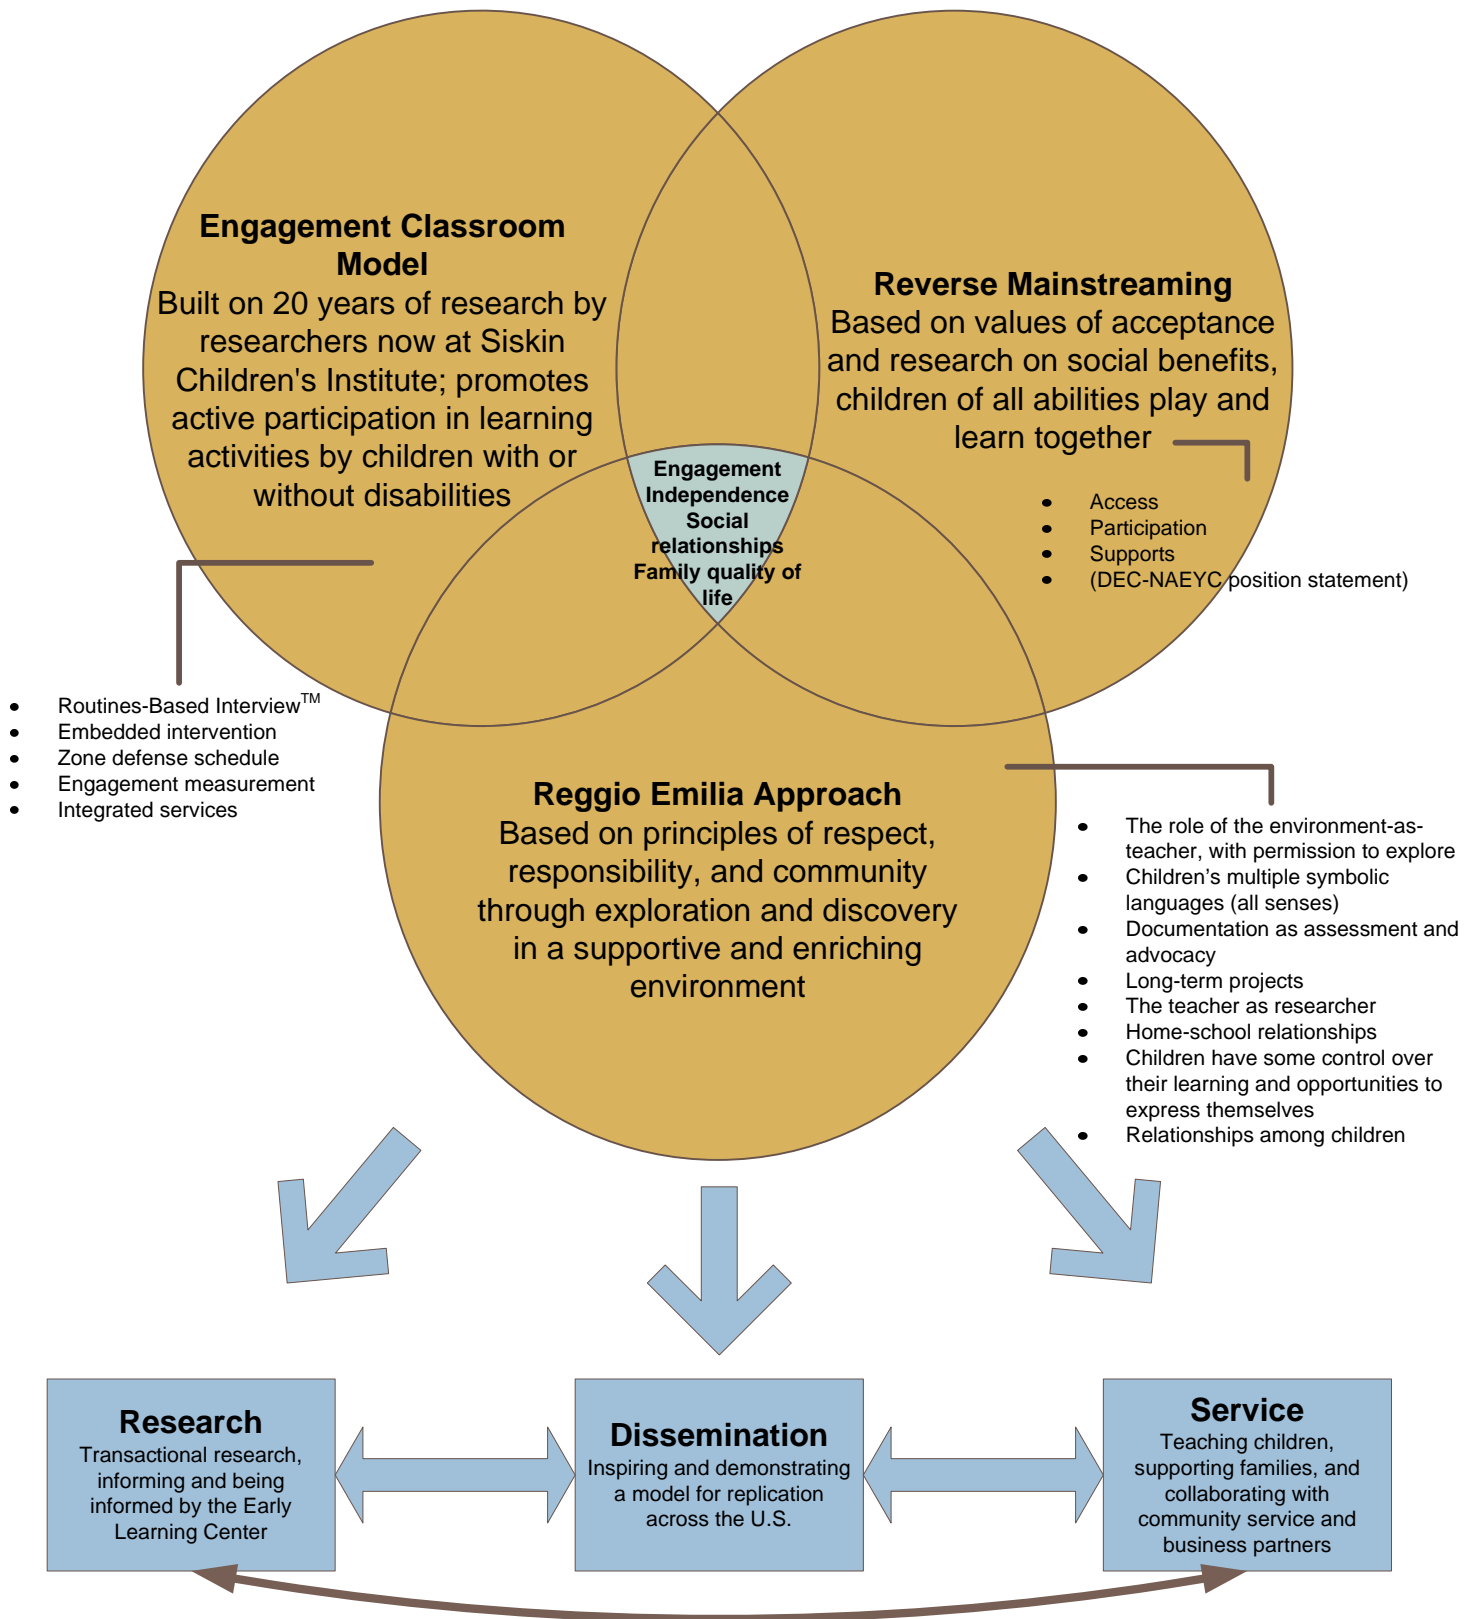 Engagement Classroom
Model
Built on 20 years of research by
researchers now at Siskin
Children's Institute; promotes
active participation in learning
activities by children with or
without disabilities
Reverse Mainstreaming
Based on values of acceptance
and research on social benefits,
children of all abilities play and
learn together
Engagement
Independence
Social
relationships
Family quality of
life
• Access
• Participation
• Supports
• (DEC-NAEYC position statement)
• Routines-Based Interview™
• Embedded intervention
• Zone defense schedule
• Engagement measurement
• Integrated services
Reggio Emilia Approach
Based on principles of respect,
responsibility, and community
through exploration and discovery
in a supportive and enriching
environment
• The role of the environment-as-
teacher, with permission to explore
• Children’s multiple symbolic
languages (all senses)
• Documentation as assessment and
advocacy
• Long-term projects
• The teacher as researcher
• Home-school relationships
• Children have some control over
their learning and opportunities to
express themselves
• Relationships among children
Research
Transactional research,
informing and being
informed by the Early
Learning Center
Dissemination
Inspiring and demonstrating
a model for replication
across the U.S.
Service
Teaching children,
supporting families, and
collaborating with
community service and
business partners